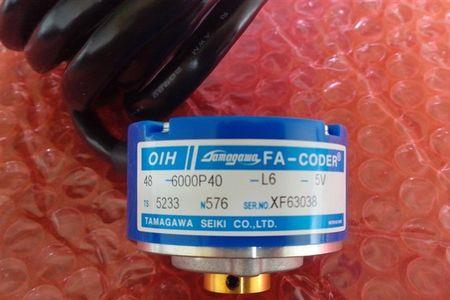 OIH Tamagawa FA-CODER®
48 -6000P40 -L6 -5V
TS 5233 N576 SER.NO. XF63038
TAMAGAWA SEIKI CO.,LTD.